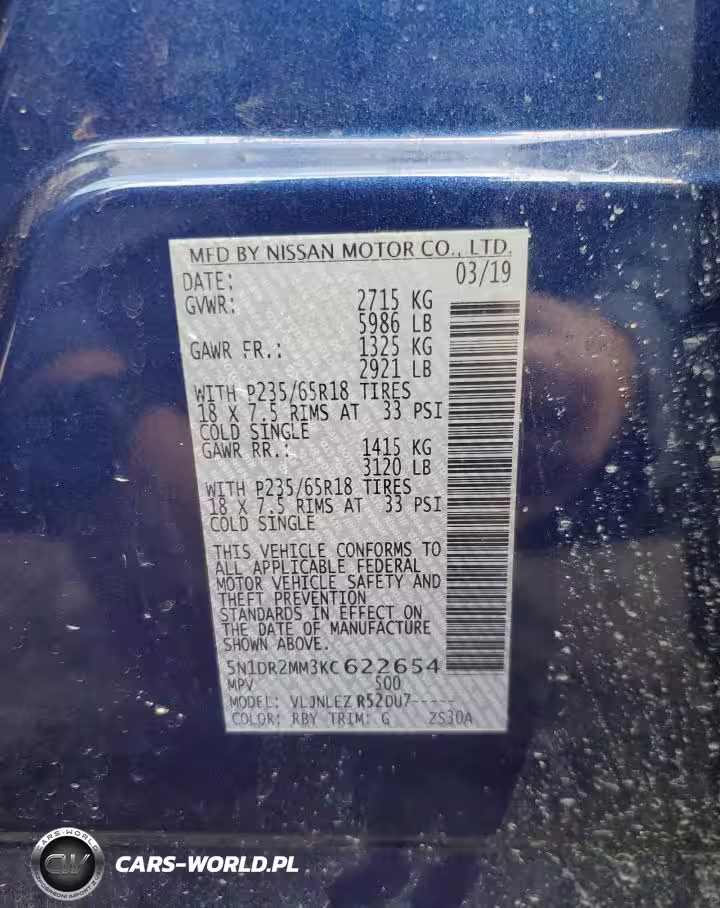 MFD BY NISSAN MOTOR CO., LTD.
DATE: 03/19
GVWR: 2715 KG
5986 LB
GAWR FR.: 1325 KG
2921 LB
WITH P235/65R18 TIRES
18 X 7.5 RIMS AT 33 PSI
COLD SINGLE
GAWR RR.: 1415 KG
3120 LB
WITH P235/65R18 TIRES
18 X 7.5 RIMS AT 33 PSI
COLD SINGLE
THIS VEHICLE CONFORMS TO
ALL APPLICABLE FEDERAL
MOTOR VEHICLE SAFETY AND
THEFT PREVENTION
STANDARDS IN EFFECT ON
THE DATE OF MANUFACTURE
SHOWN ABOVE.
5N1DR2MM3KC622654
MPV 500
MODEL: VLJNLEZ R52DU7-----
COLOR: RBY TRIM: G ZS30A
CARS-WORLD
CW
CARS-WORLD.PL